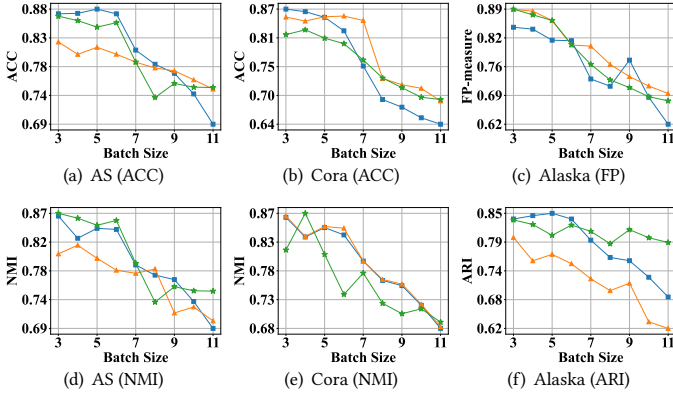 0.89
0.83
0.78
0.74
0.69
ACC
3 5 7 9 11
Batch Size
(a) AS (ACC)
0.87
0.81
0.75
0.70
0.64
ACC
3 5 7 9 11
Batch Size
(b) Cora (ACC)
0.89
0.82
0.76
0.69
0.62
FP-measure
3 5 7 9 11
Batch Size
(c) Alaska (FP)
0.87
0.82
0.78
0.74
0.69
NMI
3 5 7 9 11
Batch Size
(d) AS (NMI)
0.87
0.83
0.78
0.73
0.68
NMI
3 5 7 9 11
Batch Size
(e) Cora (NMI)
0.85
0.79
0.74
0.68
0.62
ARI
3 5 7 9 11
Batch Size
(f) Alaska (ARI)